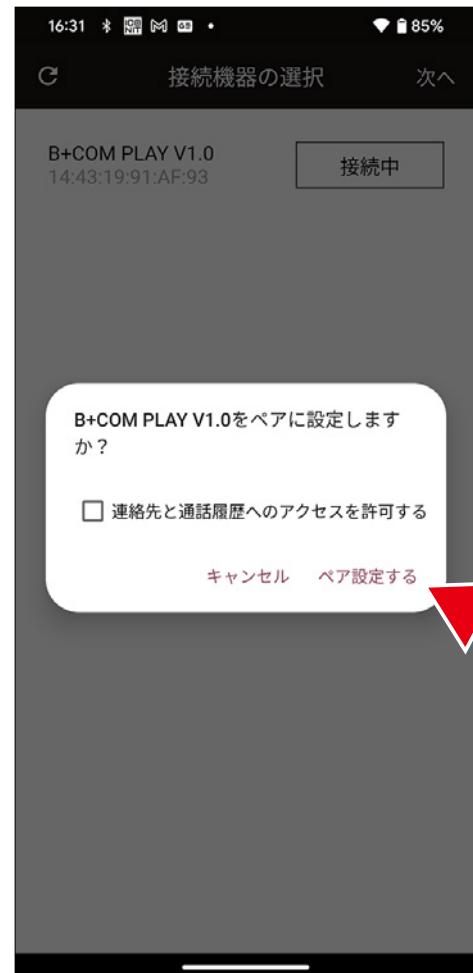 16:31 85%
接続機器の選択 次へ
B+COM PLAY V1.0
14:43:19:91:AF:93
接続中
B+COM PLAY V1.0をペアに設定します
か？
連絡先と通話履歴へのアクセスを許可する
キャンセル ペア設定する